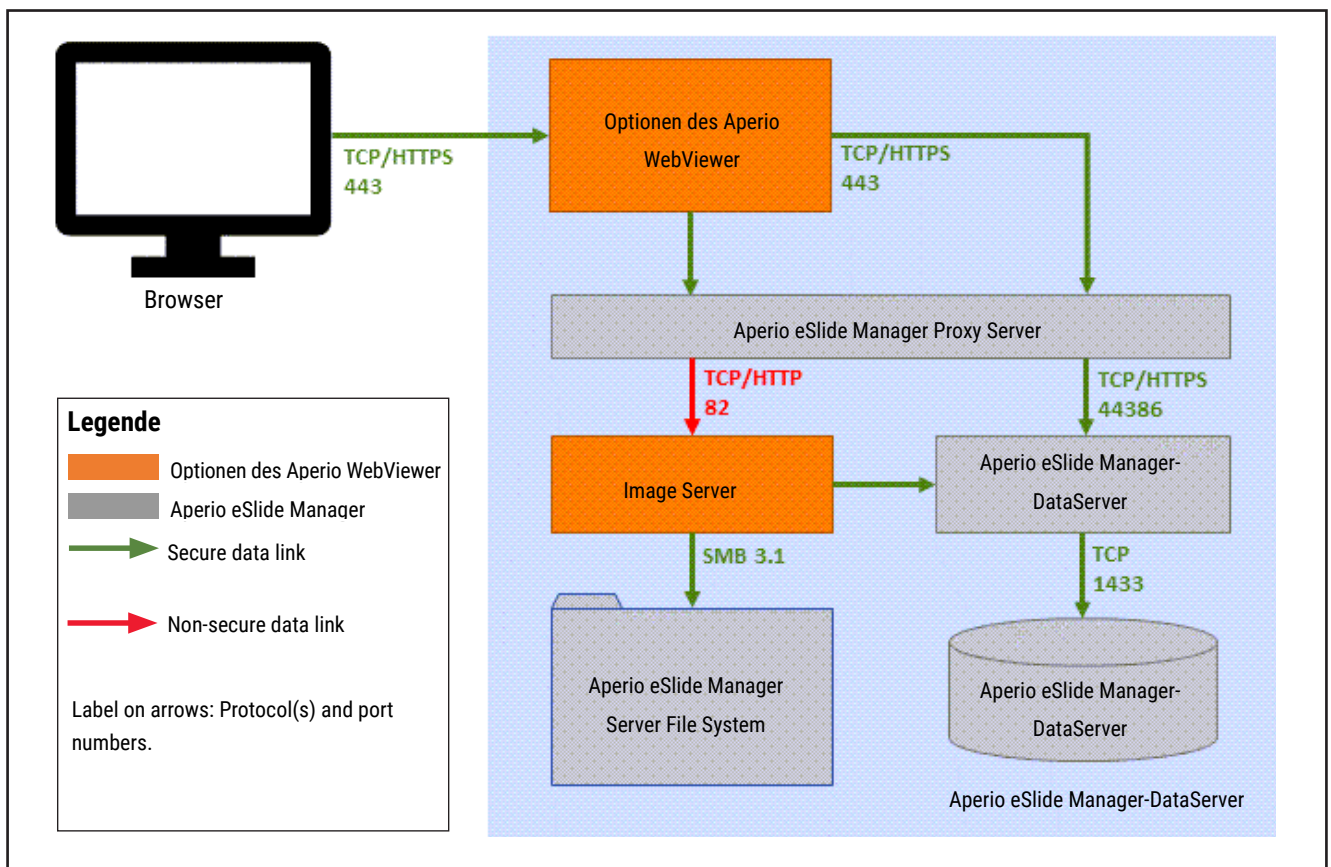 Optionen des Aperio
WebViewer
TCP/HTTPS
443
TCP/HTTPS
443
Browser
Aperio eSlide Manager Proxy Server
TCP/HTTP
82
TCP/HTTPS
44386
Legende
Optionen des Aperio WebViewer
Aperio eSlide Manager
Secure data link
Non-secure data link
Label on arrows: Protocol(s) and port
numbers.
Image Server
Aperio eSlide Manager-
DataServer
SMB 3.1
TCP
1433
Aperio eSlide Manager
Server File System
Aperio eSlide Manager-
DataServer
Aperio eSlide Manager-DataServer